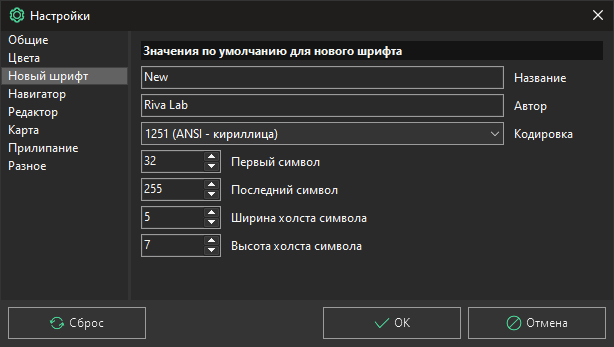 Настройки
Общие
Цвета
Новый шрифт
Навигатор
Редактор
Карта
Прилипание
Разное
Значения по умолчанию для нового шрифта
New Название
Riva Lab Автор
1251 (ANSI - кириллица) Кодировка
32 Первый символ
255 Последний символ
5 Ширина холста символа
7 Высота холста символа
Сброс OK Отмена